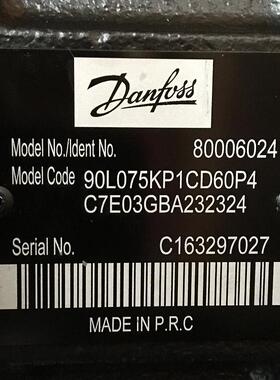 Danfoss
Model No./Ident No. 80006024
Model Code 90L075KP1CD60P4
C7E03GBA232324
Serial No. C163297027
MADE IN P.R.C